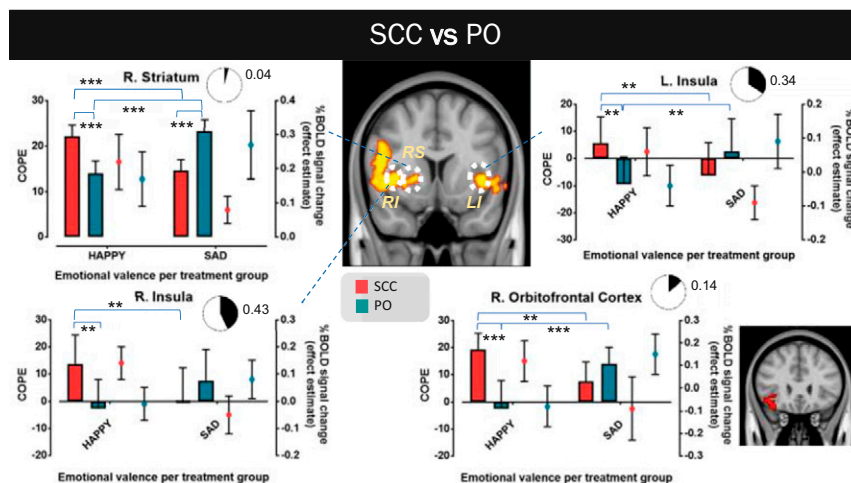 SCC vs PO
R. Striatum
0.04
***
***
***
***
30
20
10
0
COPE
0.4
0.3
0.2
0.1
0.0
%BOLD signal change
(effect estimate)
HAPPY
SAD
Emotional valence per treatment group
RS
RI
LI
SCC
PO
L. Insula
0.34
**
**
**
20
10
0
-10
-20
-30
COPE
0.2
0.1
0.0
-0.1
-0.2
%BOLD signal change
(effect estimate)
HAPPY
SAD
Emotional valence per treatment group
R. Insula
0.43
**
**
30
20
10
0
-10
-20
COPE
0.3
0.2
0.1
0.0
-0.1
-0.2
%BOLD signal change
(effect estimate)
HAPPY
SAD
Emotional valence per treatment group
0.14
R. Orbitofrontal Cortex
**
***
***
30
20
10
0
-10
-20
COPE
0.3
0.2
0.1
0.0
-0.1
-0.2
-0.3
%BOLD signal change
(effect estimate)
HAPPY
SAD
Emotional valence per treatment group